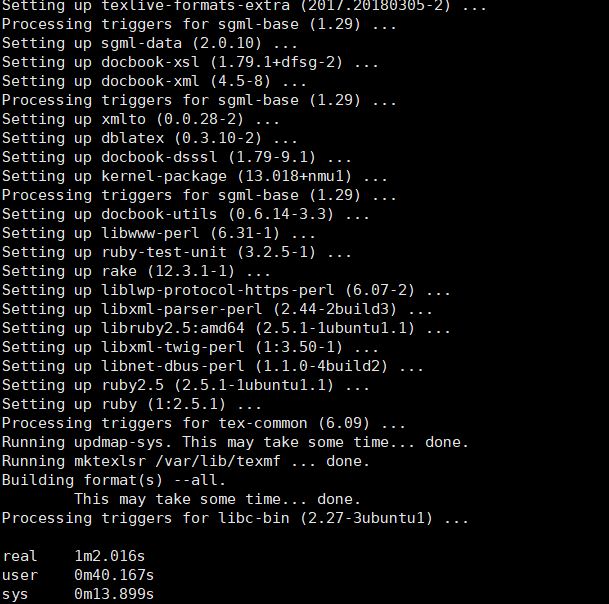 Setting up texlive-formats-extra (2017.20180305-2) ...
Processing triggers for sgml-base (1.29) ...
Setting up sgml-data (2.0.10) ...
Setting up docbook-xsl (1.79.1+dfsg-2) ...
Setting up docbook-xml (4.5-8) ...
Processing triggers for sgml-base (1.29) ...
Setting up xmlto (0.0.28-2) ...
Setting up dblatex (0.3.10-2) ...
Setting up docbook-dsssl (1.79-9.1) ...
Setting up kernel-package (13.018+nmu1) ...
Processing triggers for sgml-base (1.29) ...
Setting up docbook-utils (0.6.14-3.3) ...
Setting up libwww-perl (6.31-1) ...
Setting up ruby-test-unit (3.2.5-1) ...
Setting up rake (12.3.1-1) ...
Setting up liblwp-protocol-https-perl (6.07-2) ...
Setting up libxml-parser-perl (2.44-2build3) ...
Setting up libruby2.5:amd64 (2.5.1-1ubuntu1.1) ...
Setting up libxml-twig-perl (1:3.50-1) ...
Setting up libnet-dbus-perl (1.1.0-4build2) ...
Setting up ruby2.5 (2.5.1-1ubuntu1.1) ...
Setting up ruby (1:2.5.1) ...
Processing triggers for tex-common (6.09) ...
Running updmap-sys. This may take some time... done.
Running mktexlsr /var/lib/texmf ... done.
Building format(s) --all.
        This may take some time... done.
Processing triggers for libc-bin (2.27-3ubuntu1) ...
real    1m2.016s
user    0m40.167s
sys     0m13.899s